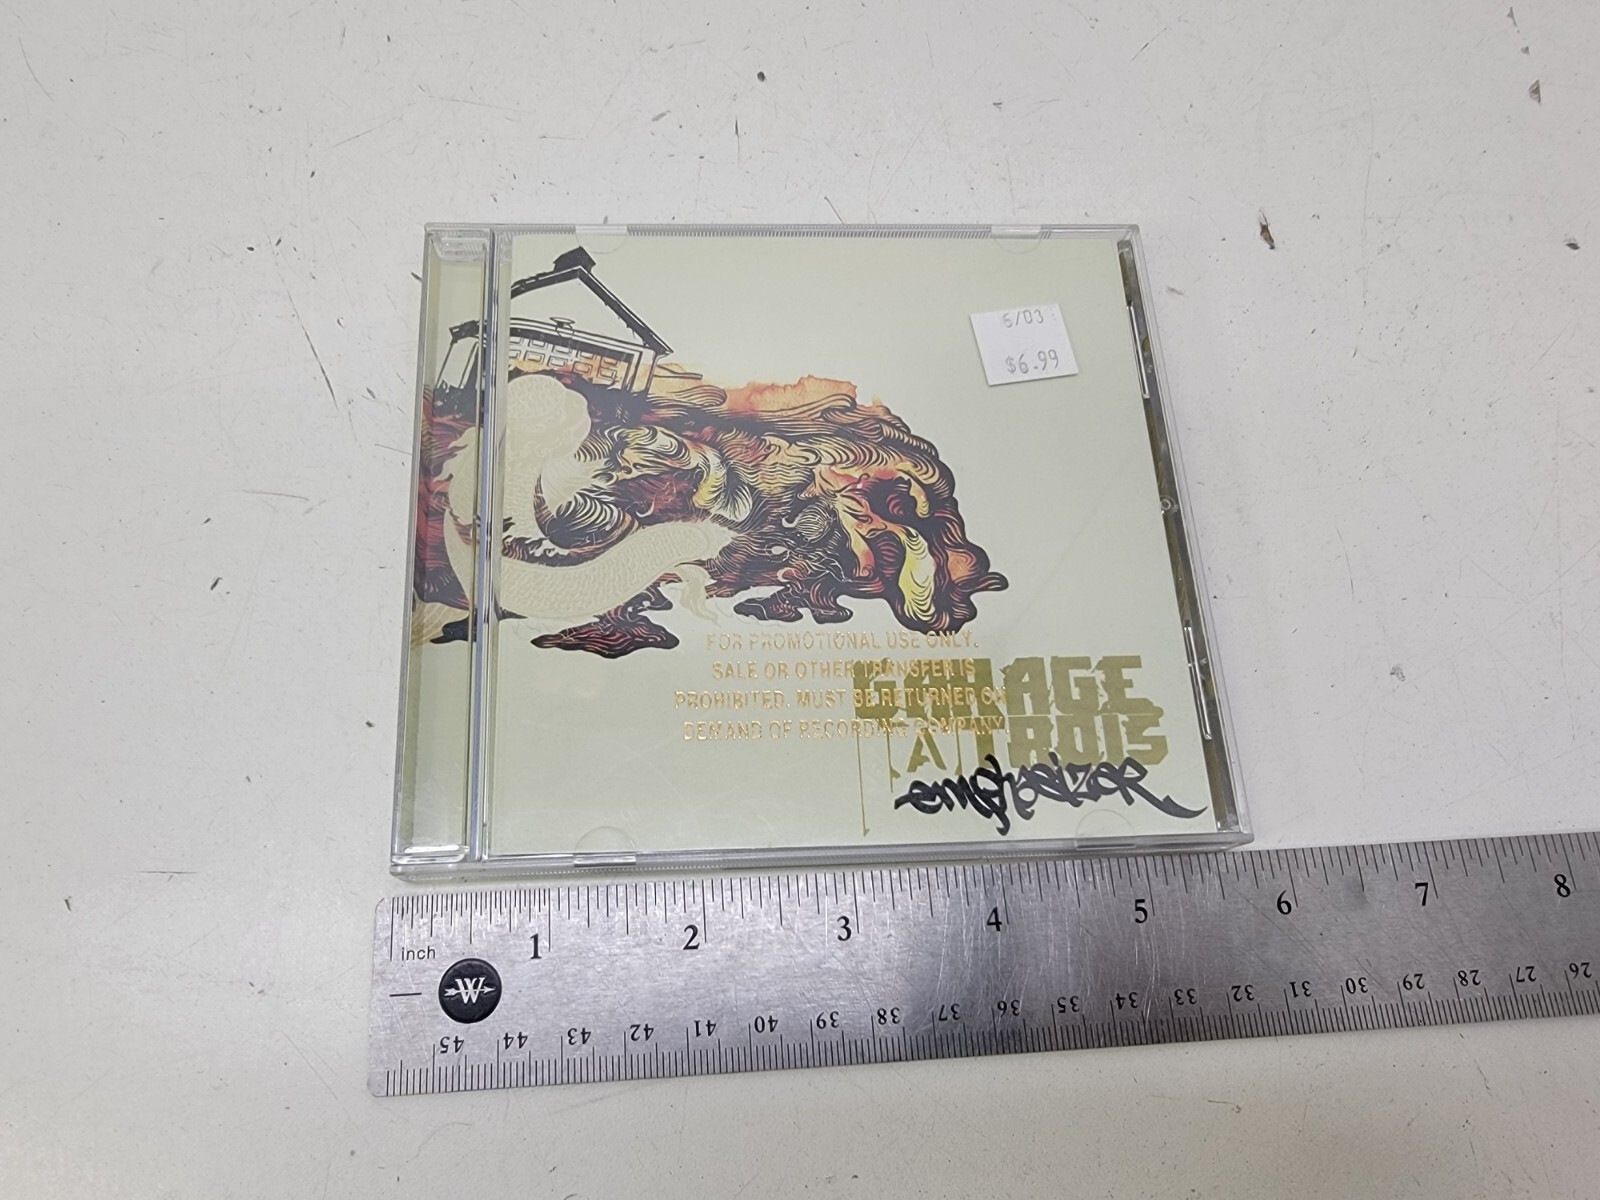 6/03
$6.99
FOR PROMOTIONAL USE ONLY.
SALE OR OTHER TRANSFER IS
PROHIBITED. MUST BE RETURNED ON
DEMAND OF RECORDING COMPANY
GARAGE
A TROIS
emphasizer
1 2 3 4 5 6 7 8
inch
W
45 44 43 42 41 40 39 38 37 36 35 34 33 32 31 30 29 28 27 26